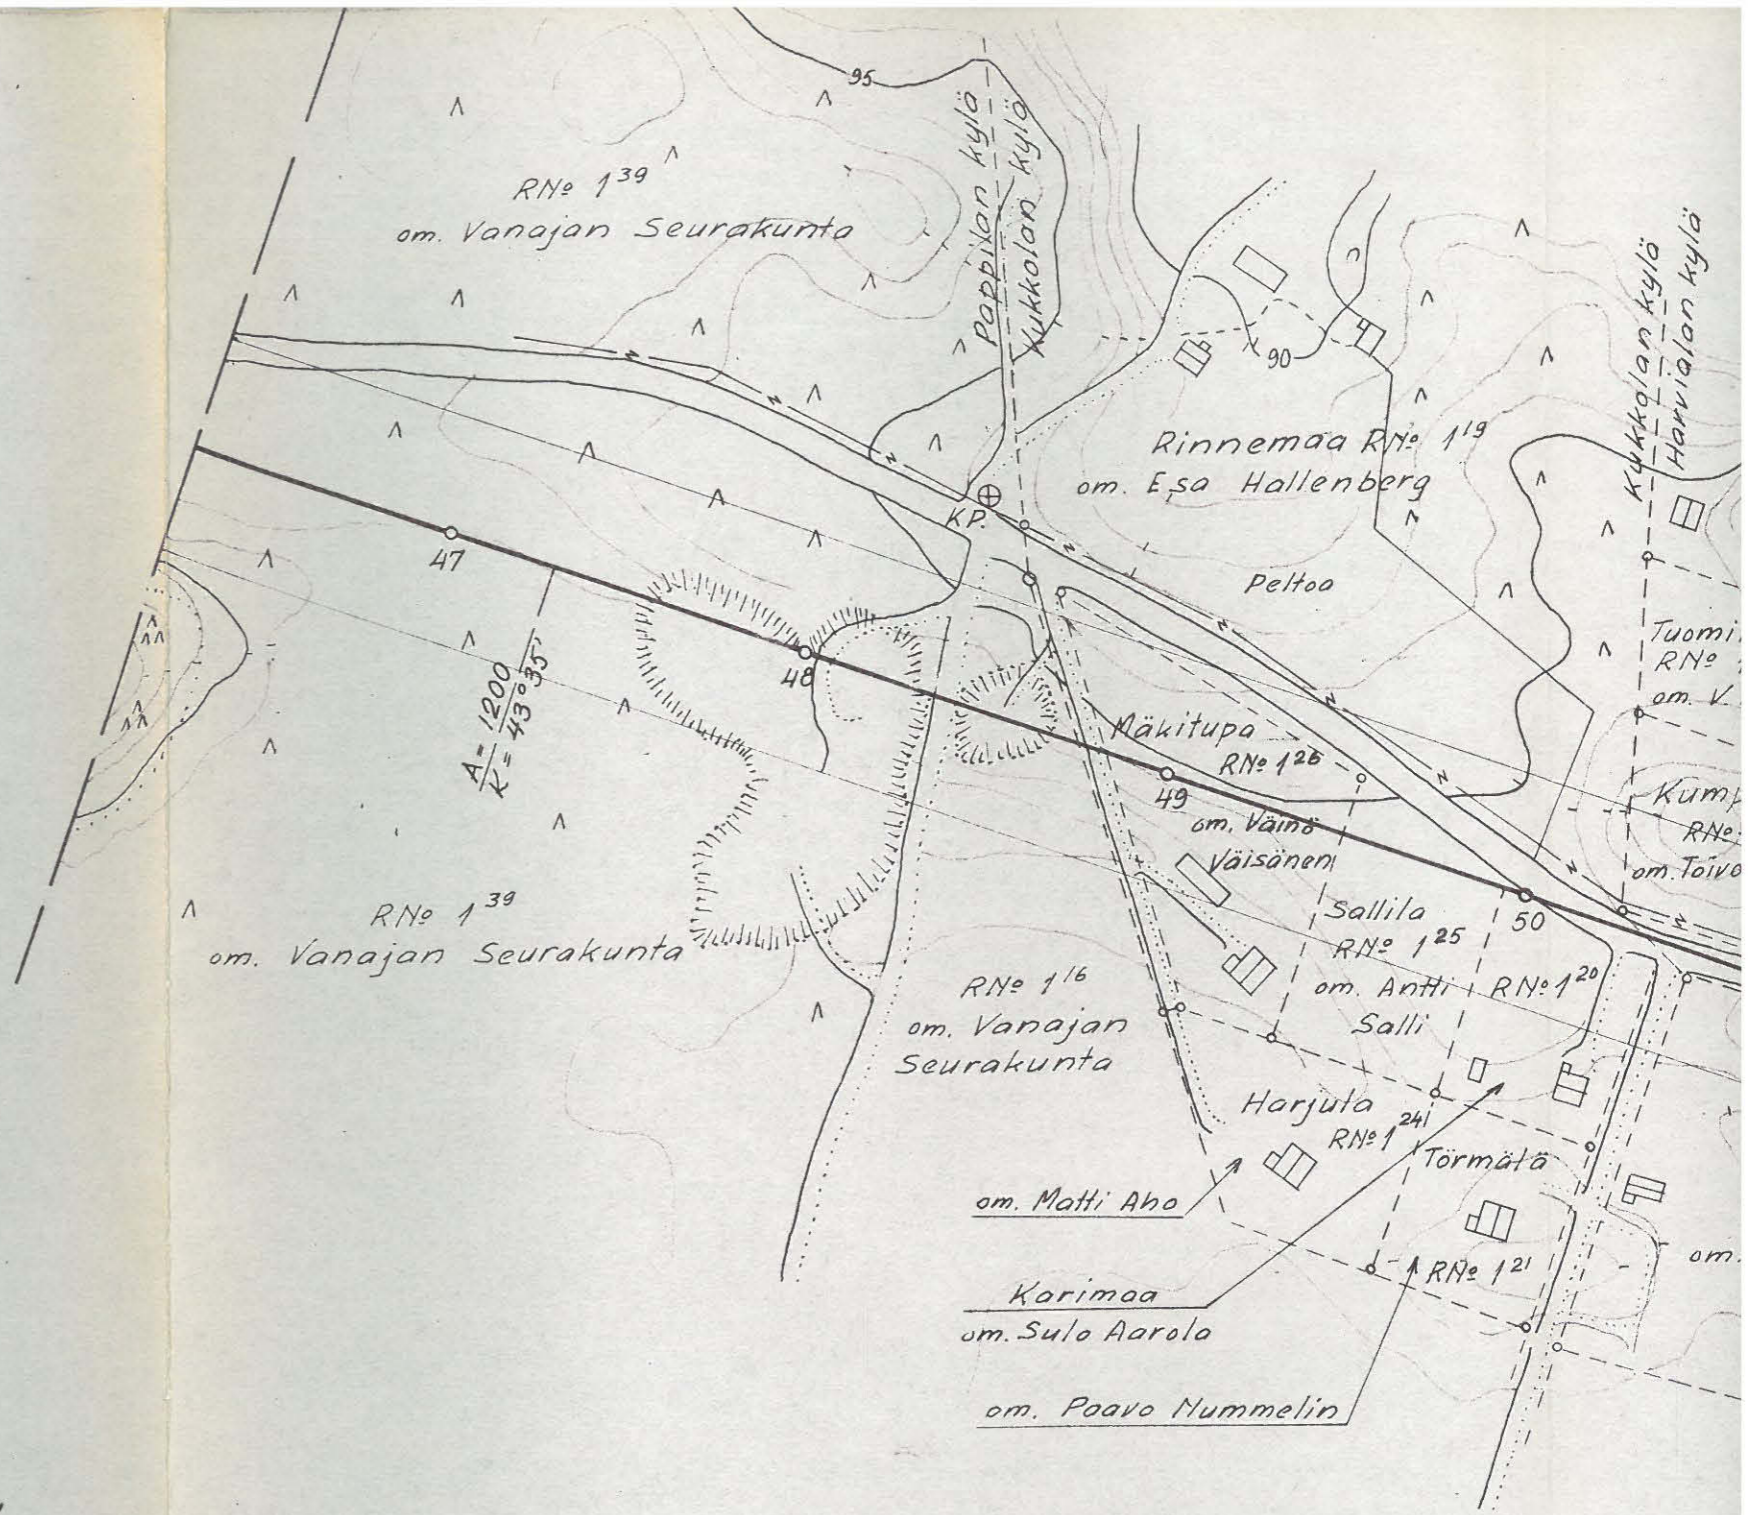 95
RNº 1³⁹
om. Vanajan Seurakunta
Pappilan kylä
Kukkolan kylä
90
Kukkolan kylä
Harvialan kylä
Rinnemaa RNº 1¹⁹
om. Esa Hallenberg
KP.
47
Peltoa
Tuomi
RNº
om. V.
48
A = 1200
K = 43°35'
Mäkitupa
RNº 1²⁶
49
om. Väinö
Väisänen
Kump
RNº
om. Toivo
RNº 1³⁹
om. Vanajan Seurakunta
Sallila
RNº 1²⁵
om. Antti
Salli
50
RNº 1²⁰
RNº 1¹⁶
om. Vanajan
Seurakunta
Harjula
RNº 1²⁴
Törmälä
om. Matti Aho
RNº 1²¹
om.
Karimaa
om. Sulo Aarola
om. Paavo Nummelin